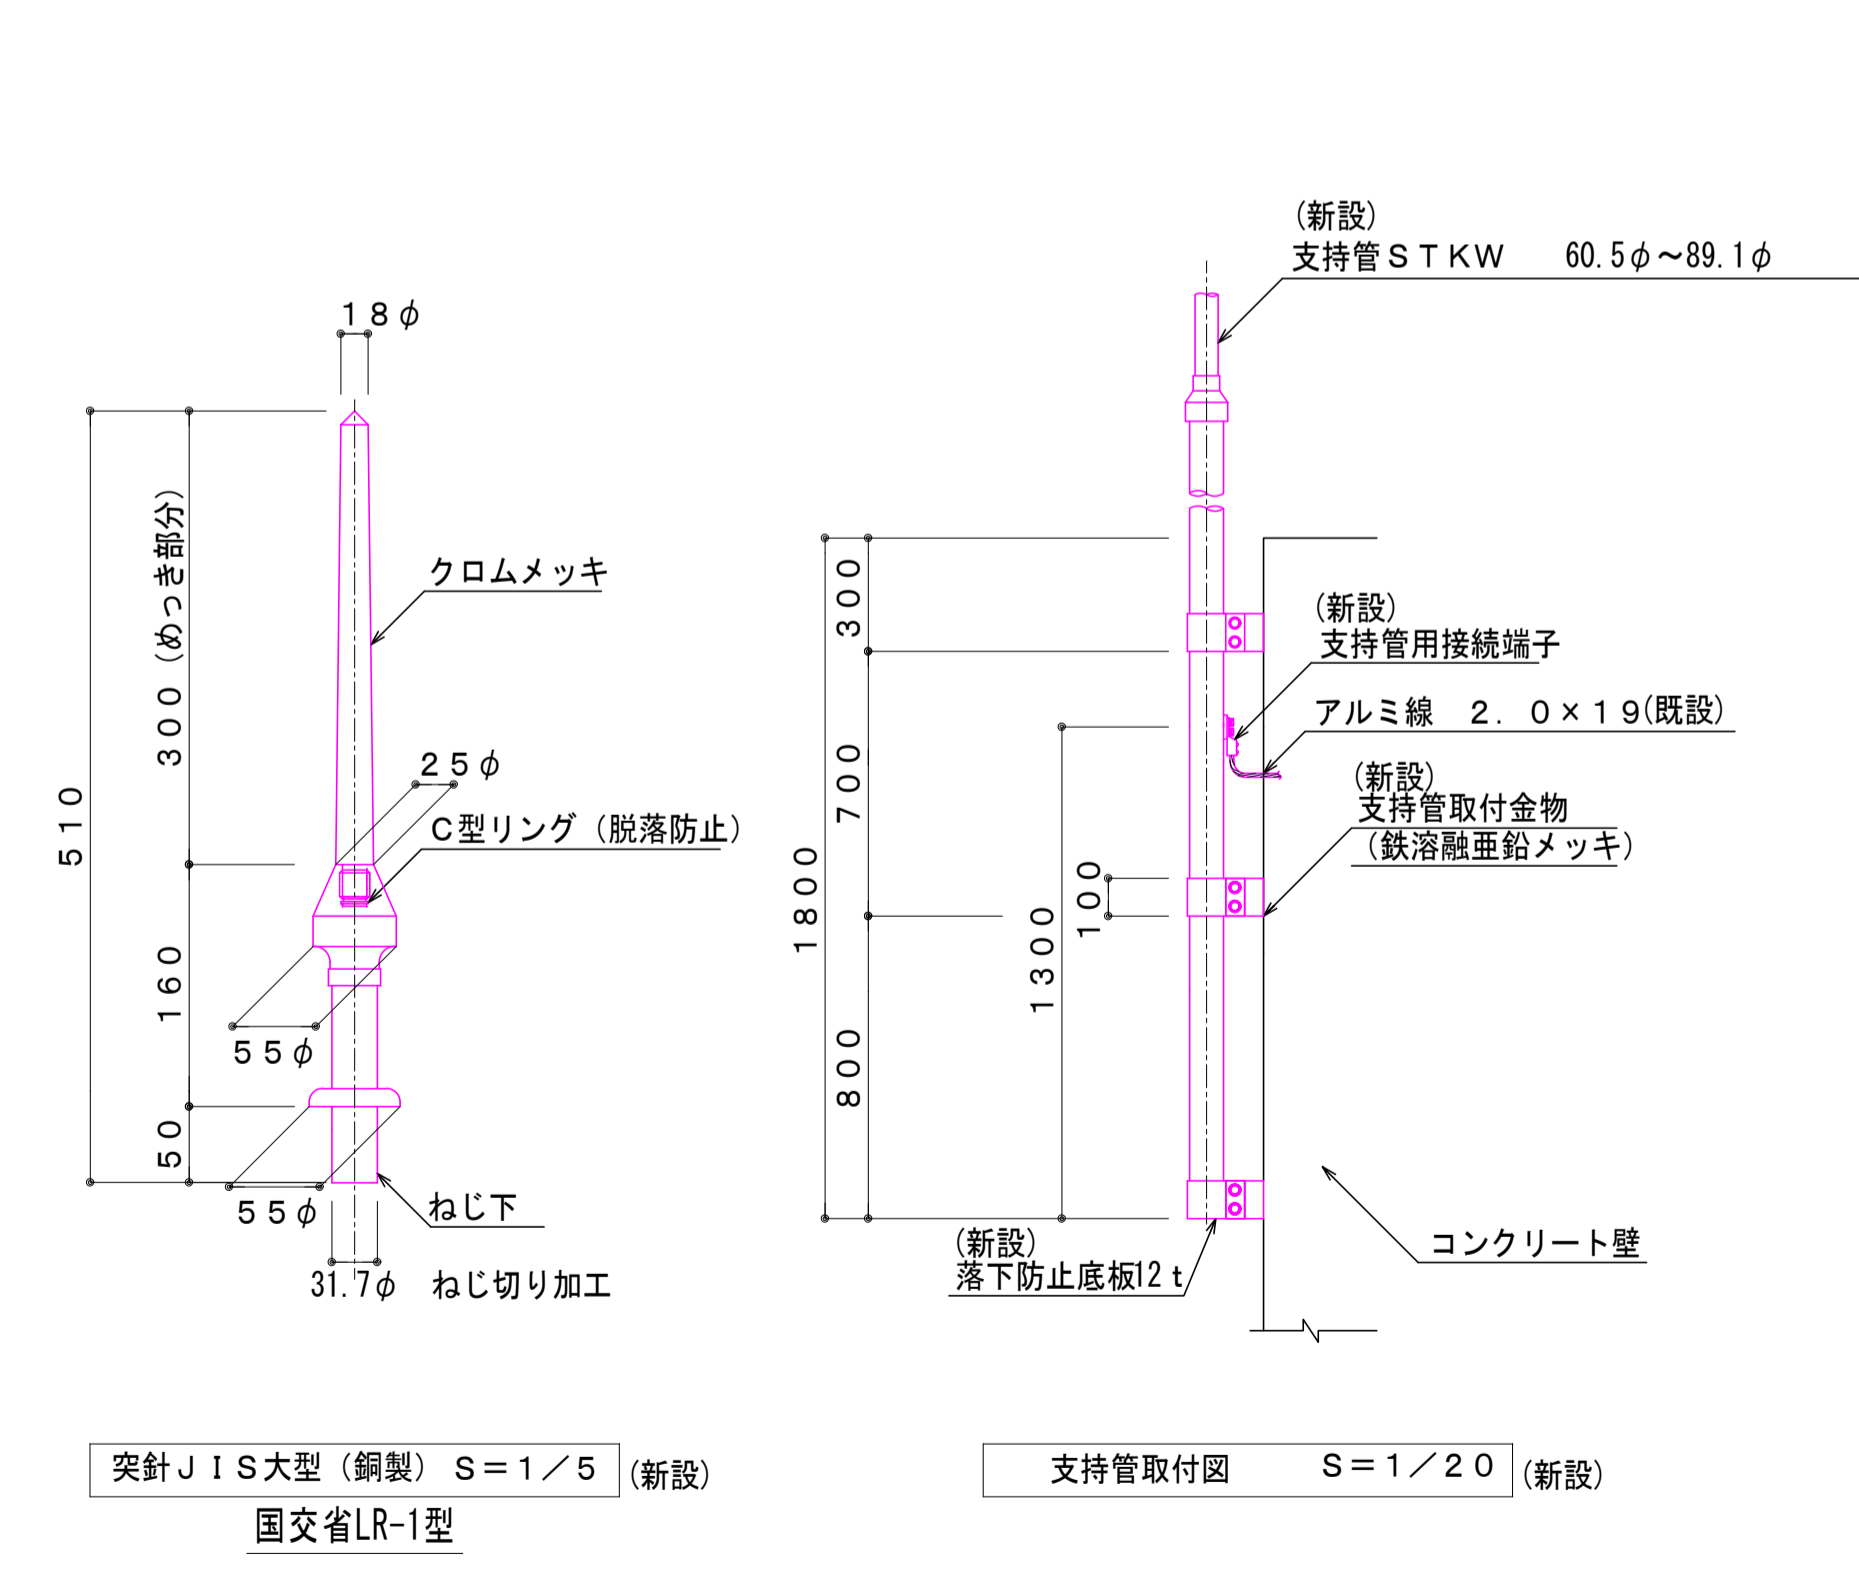 18φ
510
300(めっき部分)
160
50
クロムメッキ
25φ
C型リング(脱落防止)
55φ
55φ
ねじ下
31.7φ ねじ切り加工
突針JIS大型(銅製) S=1/5 (新設)
国交省LR-1型
(新設)
支持管STKW 60.5φ~89.1φ
1800
300
700
800
1300
100
(新設)
支持管用接続端子
アルミ線 2.0×19(既設)
(新設)
支持管取付金物
(鉄溶融亜鉛メッキ)
(新設)
落下防止底板12t
コンクリート壁
支持管取付図 S=1/20 (新設)